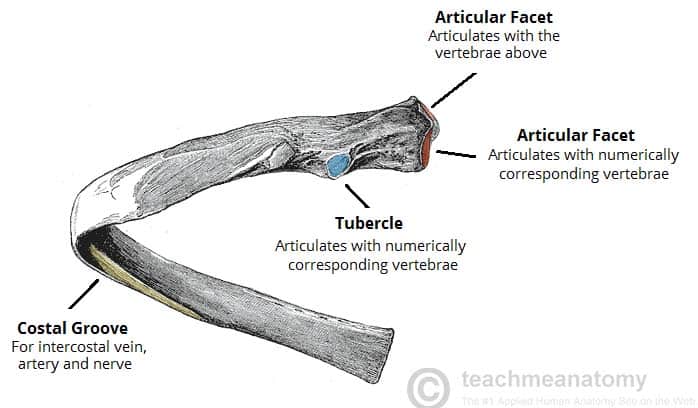 Articular Facet
Articulates with the
vertebrae above
Articular Facet
Articulates with numerically
corresponding vertebrae
Tubercle
Articulates with numerically
corresponding vertebrae
Costal Groove
For intercostal vein,
artery and nerve
© teachmeanatomy
The #1 Applied Human Anatomy Site on the Web.